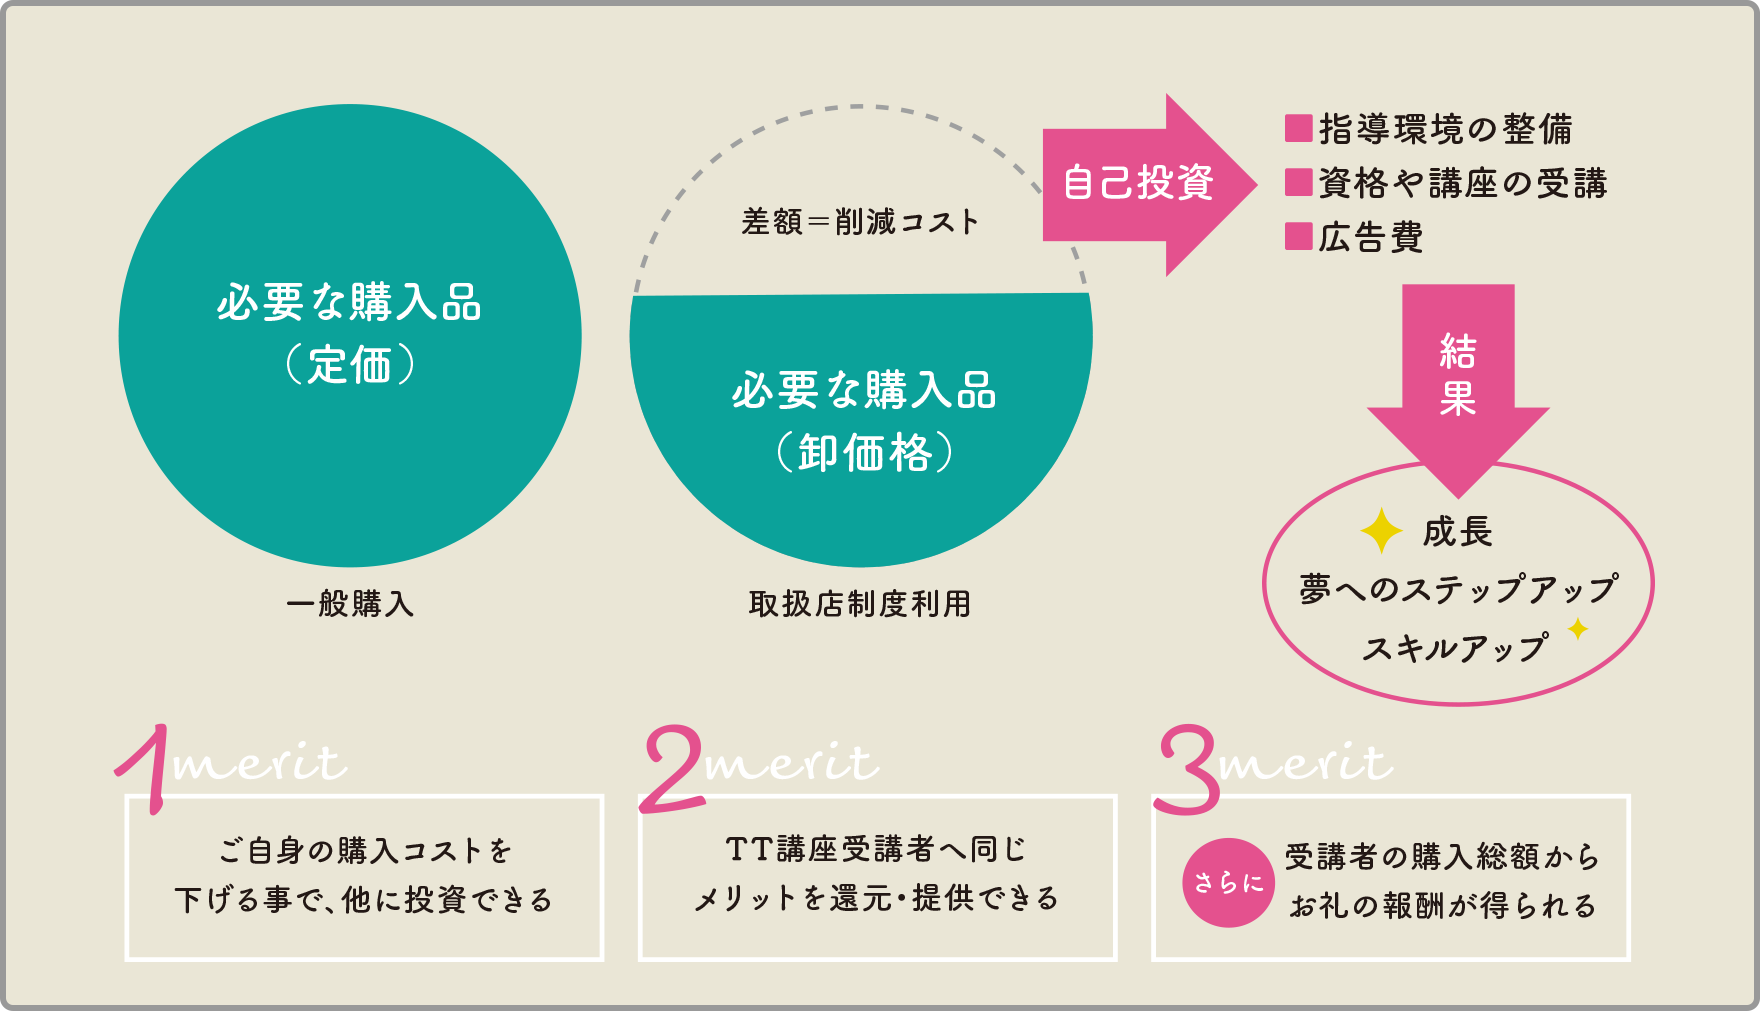 必要な購入品
（定価）
一般購入
差額＝削減コスト
必要な購入品
（卸価格）
取扱店制度利用
自己投資
■指導環境の整備
■資格や講座の受講
■広告費
結果
成長
夢へのステップアップ
スキルアップ
1merit
ご自身の購入コストを
下げる事で、他に投資できる
2merit
TT講座受講者へ同じ
メリットを還元・提供できる
3merit
さらに
受講者の購入総額から
お礼の報酬が得られる